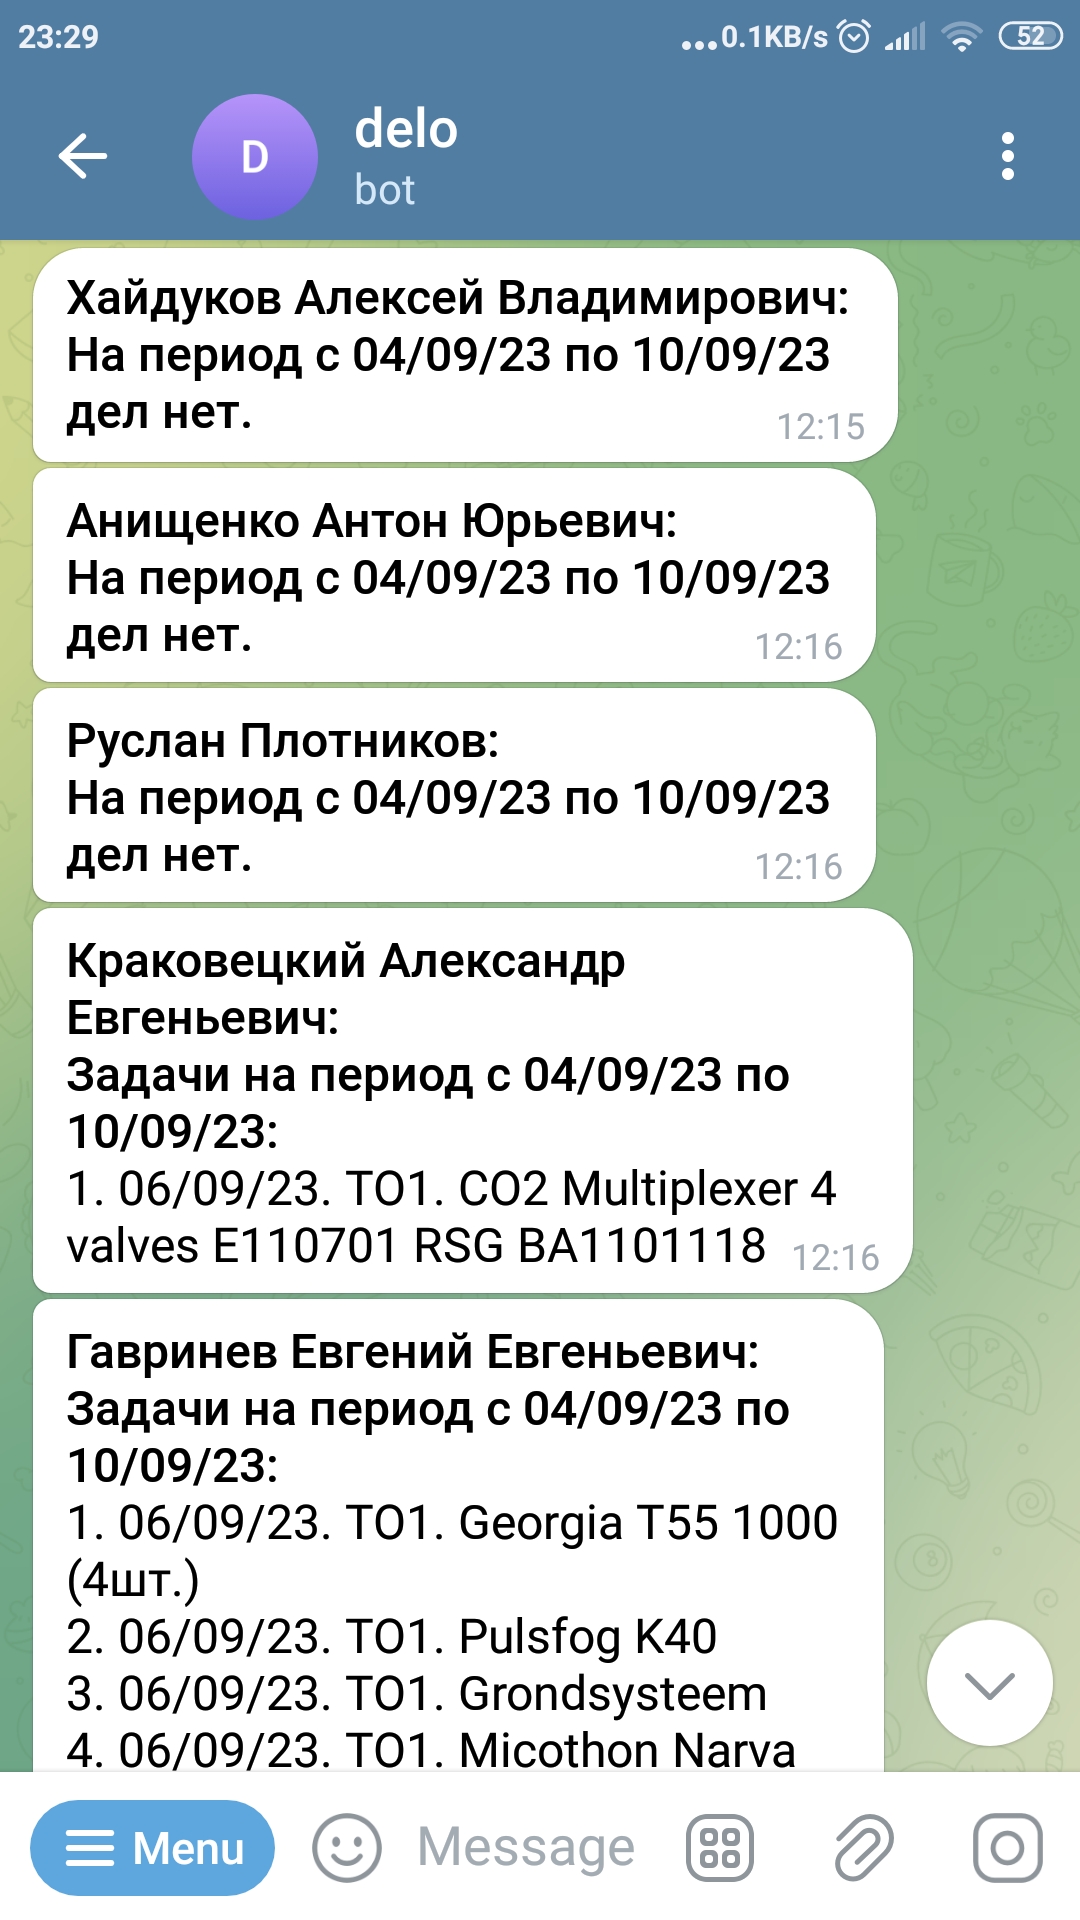 23:29
...0.1KB/s 52
D
delo
bot
Хайдуков Алексей Владимирович:
На период с 04/09/23 по 10/09/23
дел нет.
12:15
Анищенко Антон Юрьевич:
На период с 04/09/23 по 10/09/23
дел нет.
12:16
Руслан Плотников:
На период с 04/09/23 по 10/09/23
дел нет.
12:16
Краковецкий Александр
Евгеньевич:
Задачи на период с 04/09/23 по
10/09/23:
1. 06/09/23. ТО1. CO2 Multiplexer 4
valves E110701 RSG BA1101118
12:16
Гавринев Евгений Евгеньевич:
Задачи на период с 04/09/23 по
10/09/23:
1. 06/09/23. ТО1. Georgia T55 1000
(4шт.)
2. 06/09/23. ТО1. Pulsfog K40
3. 06/09/23. ТО1. Grondsysteem
4. 06/09/23. ТО1. Micothon Narva
Menu
Message